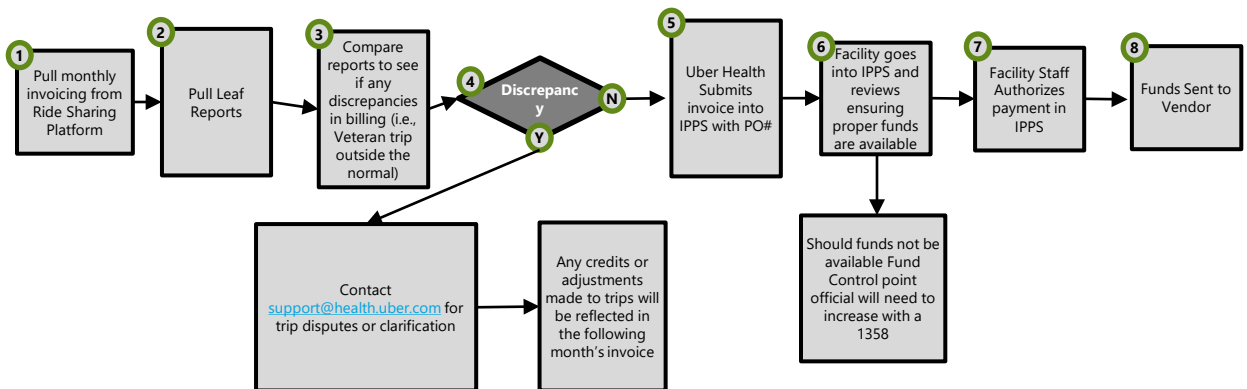 1
Pull monthly
invoicing from
Ride Sharing
Platform
2
Pull Leaf
Reports
3
Compare
reports to see
if any
discrepancies
in billing (i.e.,
Veteran trip
outside the
normal)
4
Discrepanc
y
N
Y
5
Uber Health
Submits
invoice into
IPPS with PO#
6
Facility goes
into IPPS and
reviews
ensuring
proper funds
are available
7
Facility Staff
Authorizes
payment in
IPPS
8
Funds Sent to
Vendor
Contact
support@health.uber.com for
trip disputes or clarification
Any credits or
adjustments
made to trips will
be reflected in
the following
month's invoice
Should funds not be
available Fund
Control point
official will need to
increase with a
1358